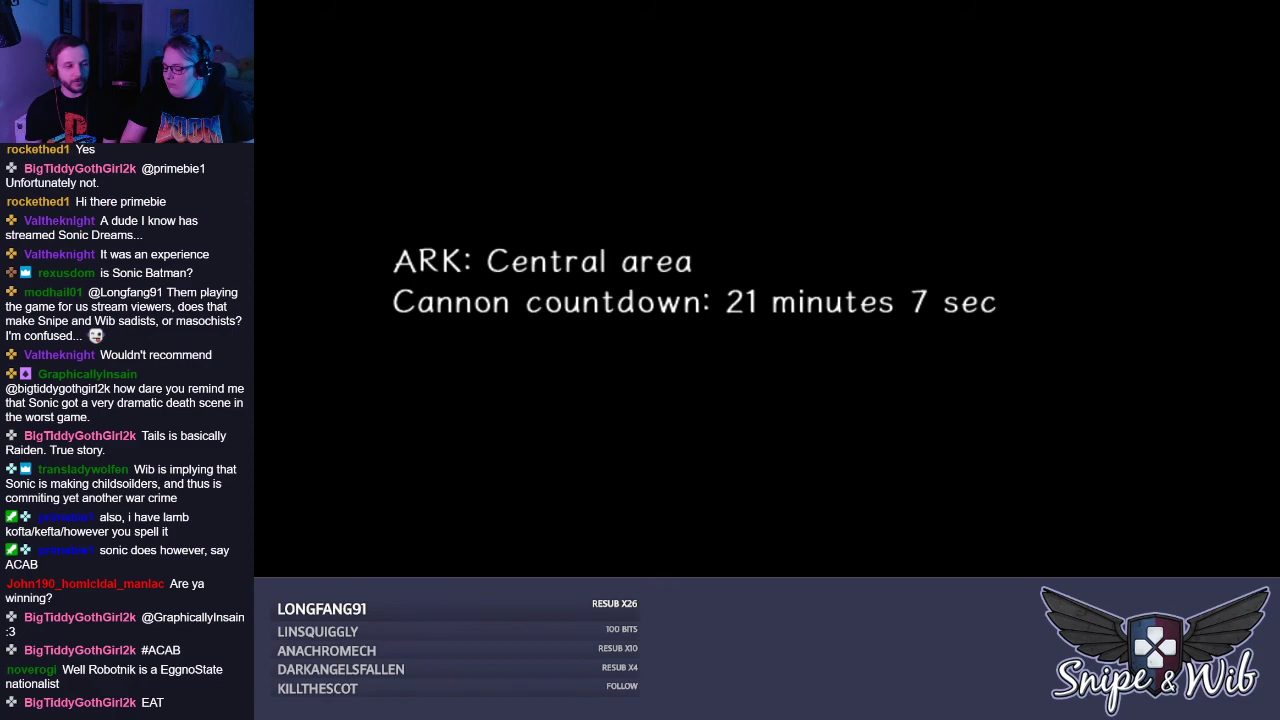 rockethed1 Yes
BigTiddyGothGirl2k @primebie1
Unfortunately not.
rockethed1 Hi there primebie
Valtheknight A dude I know has
streamed Sonic Dreams...
Valtheknight It was an experience
rexusdom is Sonic Batman?
modhail01 @Longfang91 Them playing
the game for us stream viewers, does that
make Snipe and Wib sadists, or masochists?
I'm confused...
Valtheknight Wouldn't recommend
GraphicallyInsain
@bigtiddygothgirl2k how dare you remind me
that Sonic got a very dramatic death scene in
the worst game.
BigTiddyGothGirl2k Tails is basically
Raiden. True story.
transladywolfen Wib is implying that
Sonic is making childsoilders, and thus is
commiting yet another war crime
primebie1 also, i have lamb
kofta/kefta/however you spell it
primebie1 sonic does however, say
ACAB
John190_homicidal_maniac Are ya
winning?
BigTiddyGothGirl2k @GraphicallyInsain
:3
BigTiddyGothGirl2k #ACAB
noverogi Well Robotnik is a EggnoState
nationalist
BigTiddyGothGirl2k EAT
DOOM
ARK: Central area
Cannon countdown: 21 minutes 7 sec
LONGFANG91 RESUB X26
LINSQUIGGLY 100 BITS
ANACHROMECH RESUB X10
DARKANGELSFALLEN RESUB X4
KILLTHESCOT FOLLOW
Snipe & Wib